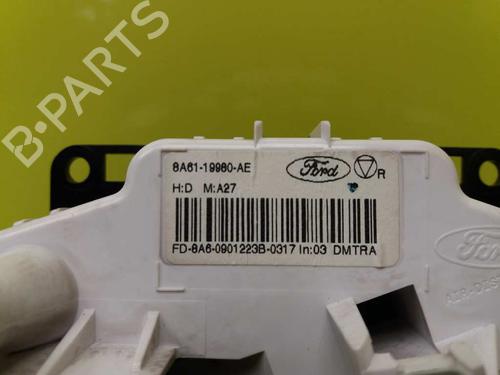 B-PARTS
8A61-19980-AE
Ford
R
H:D M:A27
FD-8A6-0901223B-0317 In:03 DMTRA
Ford